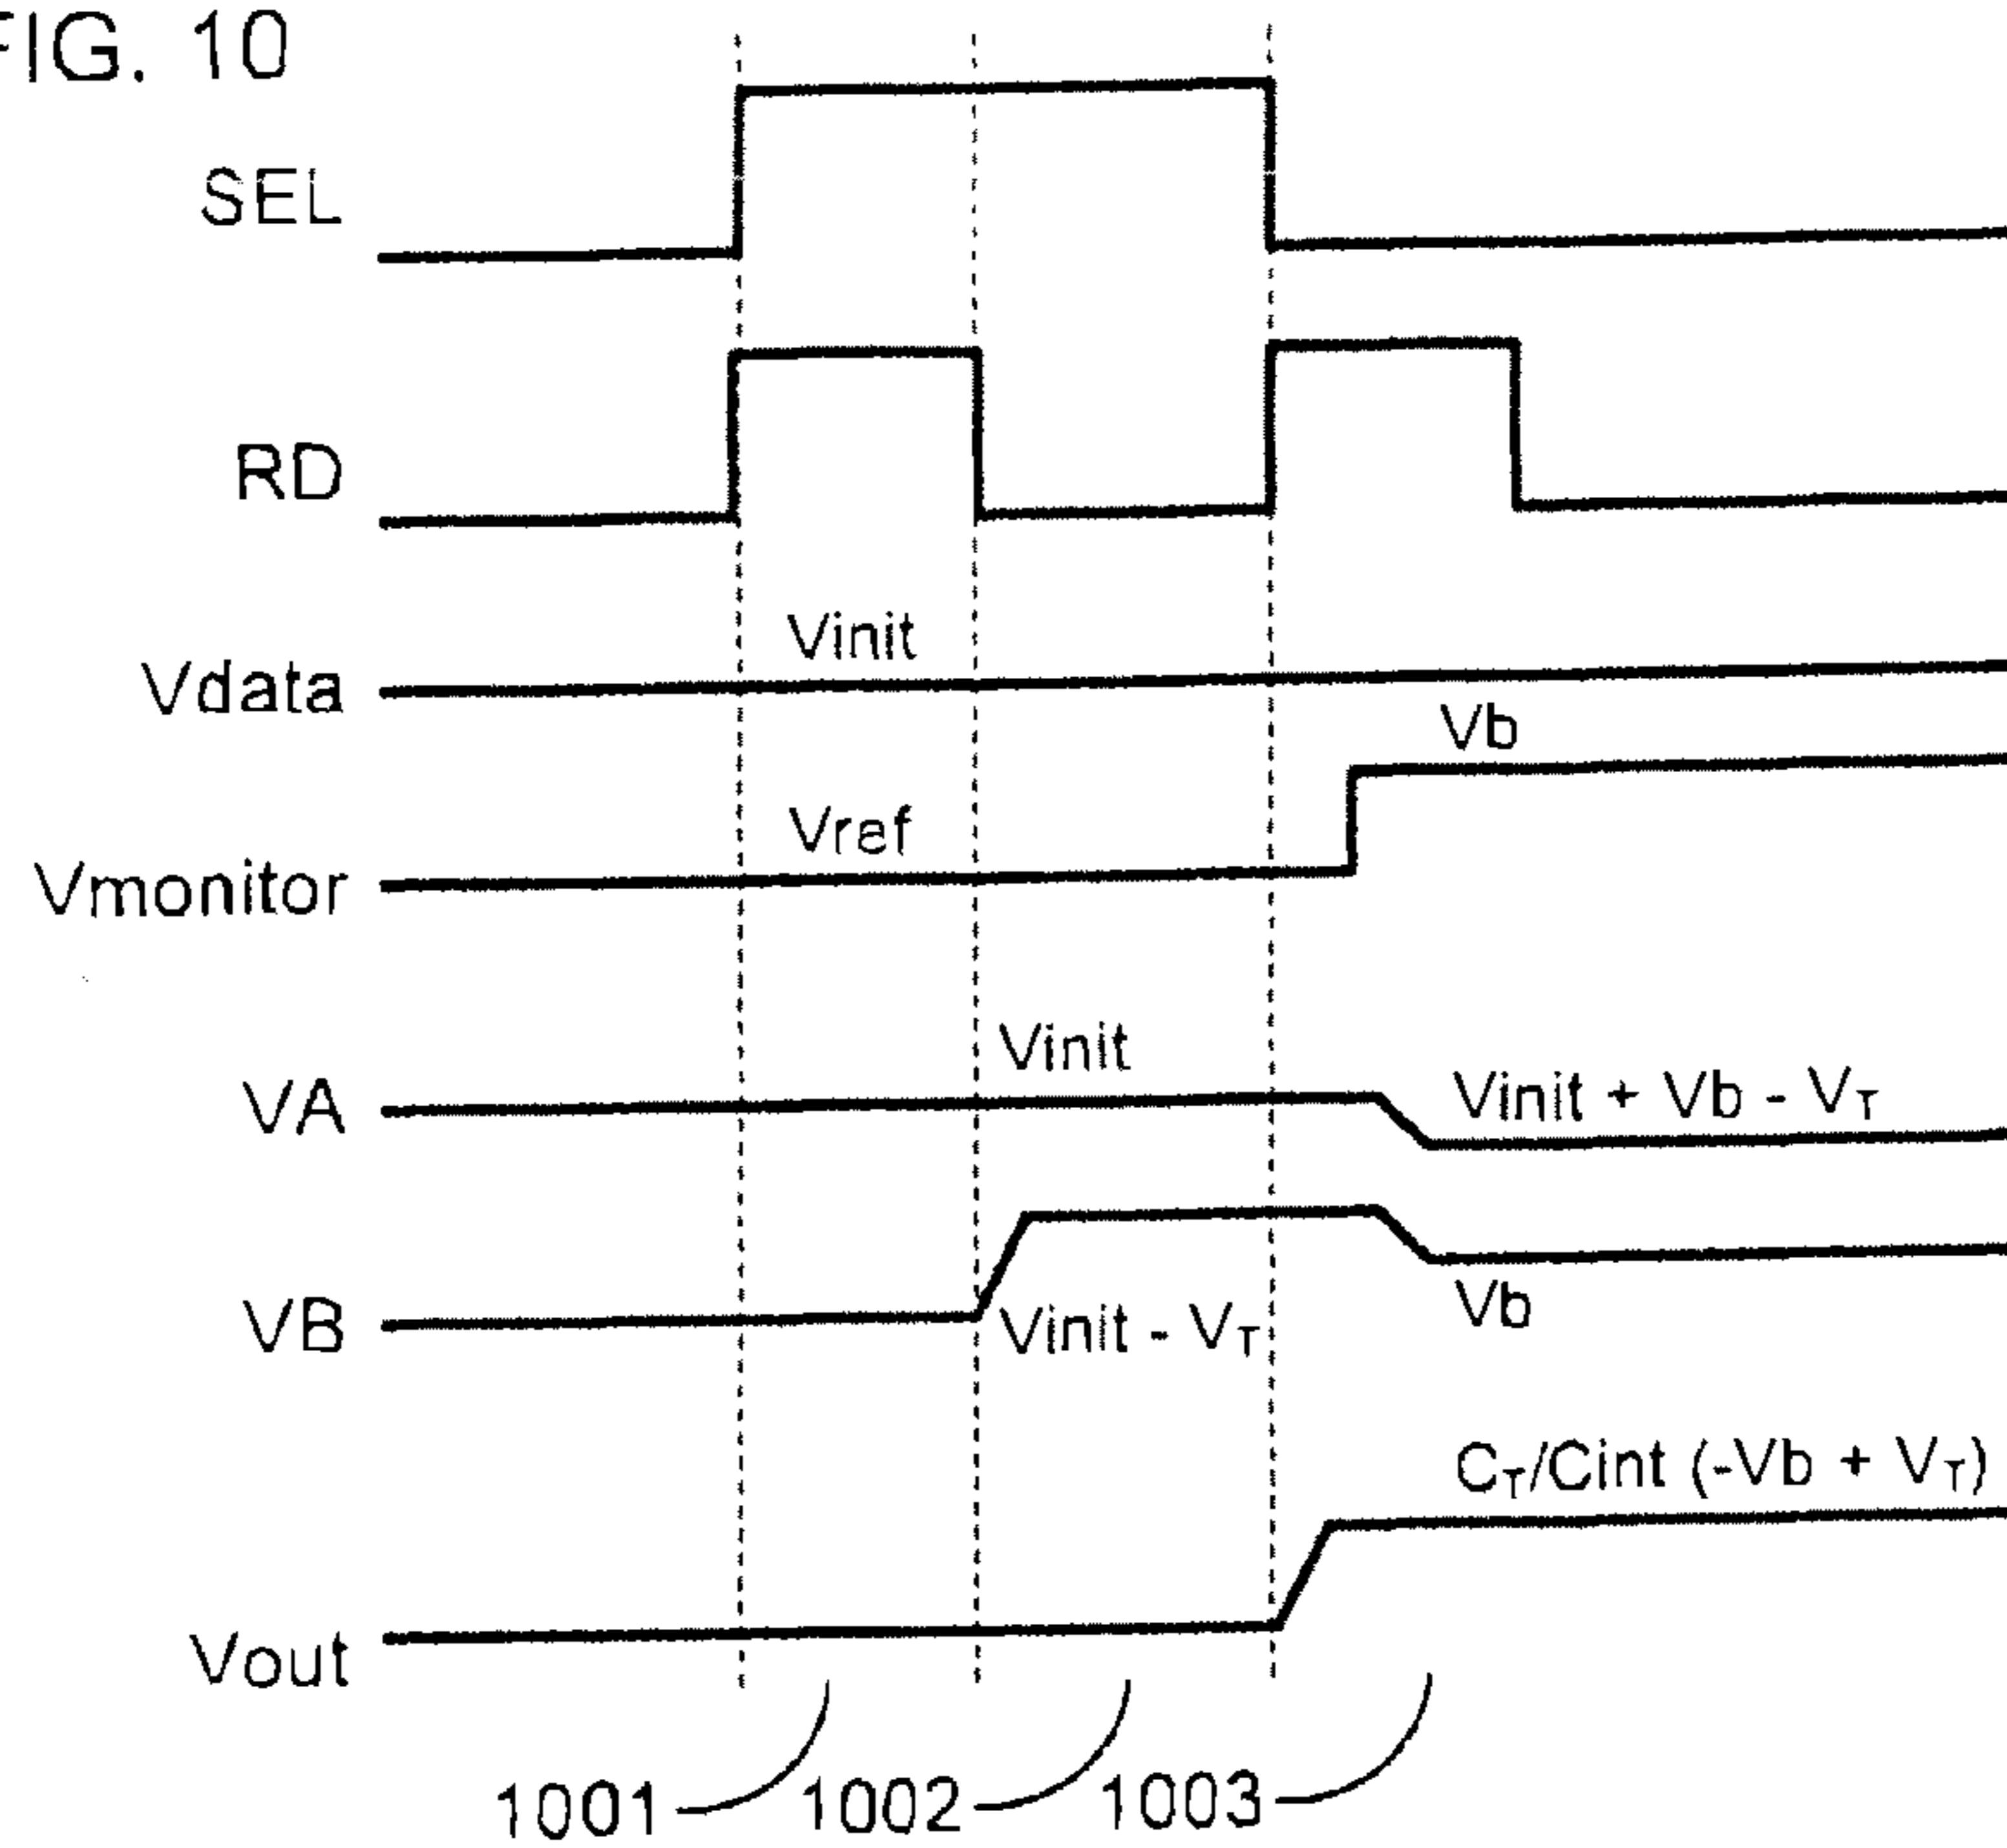 FIG. 10
SEL
RD
Vinit
Vdata
Vb
Vref
Vmonitor
Vinit
VA
Vinit + Vb - VT
VB
Vinit - VT
Vb
CT/Cint (-Vb + VT)
Vout
1001
1002
1003